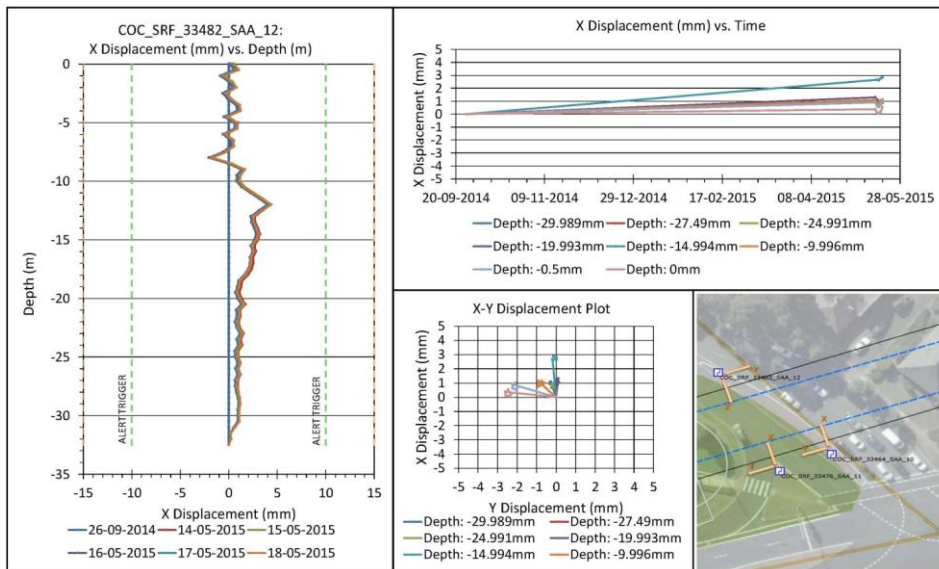 COC_SRF_33482_SAA_12:
X Displacement (mm) vs. Depth (m)
0
-5
-10
-15
-20
-25
-30
-35
Depth (m)
ALERT TRIGGER
ALERT TRIGGER
-15 -10 -5 0 5 10 15
X Displacement (mm)
26-09-2014 14-05-2015 15-05-2015
16-05-2015 17-05-2015 18-05-2015
X Displacement (mm) vs. Time
X Displacement (mm)
5
4
3
2
1
0
-1
-2
-3
-4
-5
20-09-2014 09-11-2014 29-12-2014 17-02-2015 08-04-2015 28-05-2015
Depth: -29.989mm Depth: -27.49mm Depth: -24.991mm
Depth: -19.993mm Depth: -14.994mm Depth: -9.996mm
Depth: -0.5mm Depth: 0mm
X-Y Displacement Plot
X Displacement (mm)
5
4
3
2
1
0
-1
-2
-3
-4
-5
-5 -4 -3 -2 -1 0 1 2 3 4 5
Y Displacement (mm)
Depth: -29.989mm Depth: -27.49mm
Depth: -24.991mm Depth: -19.993mm
Depth: -14.994mm Depth: -9.996mm
Y
COC_SRF_33482_SAA_12
X
X
X
Y
COC_SRF_33464_SAA_10
Y
COC_SRF_33476_SAA_11